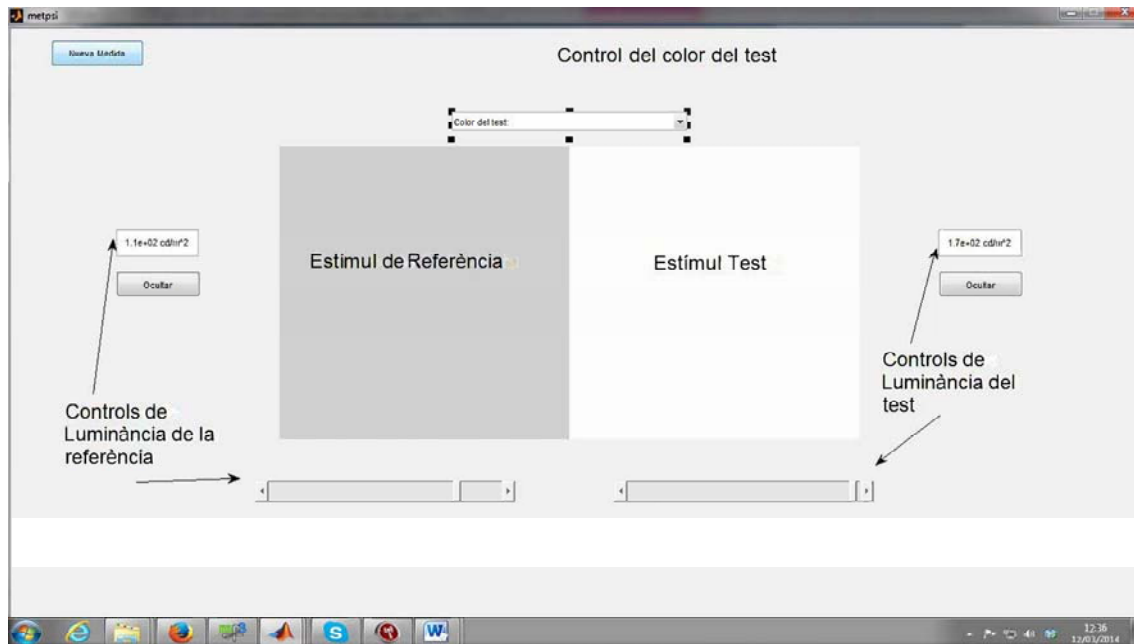 metpsi
Nueva Medida
Control del color del test
Color del test:
1.1e+02 cd/m^2
Ocultar
Estimul de Referència
Estímul Test
1.7e+02 cd/m^2
Ocultar
Controls de
Luminància de la
referència
Controls de
Luminància del
test
12:36
12/03/2014